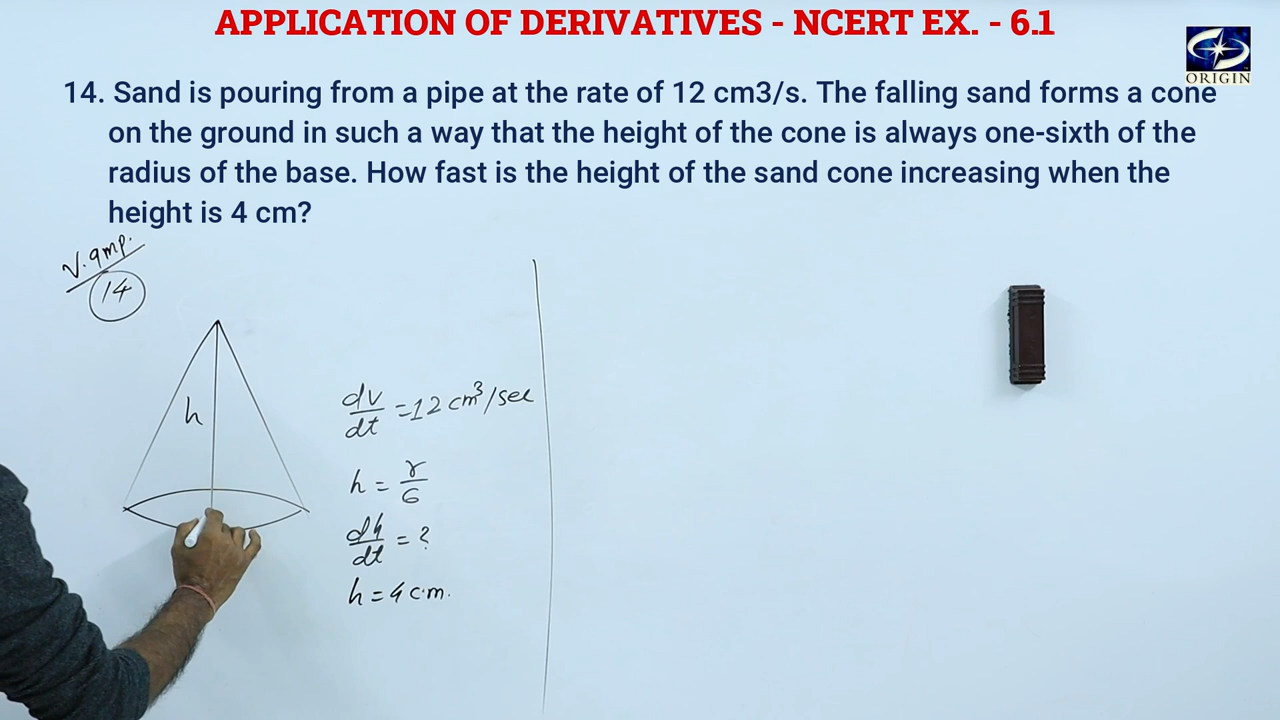 APPLICATION OF DERIVATIVES - NCERT EX. - 6.1
ORIGIN
14. Sand is pouring from a pipe at the rate of 12 cm3/s. The falling sand forms a cone
on the ground in such a way that the height of the cone is always one-sixth of the
radius of the base. How fast is the height of the sand cone increasing when the
height is 4 cm?
V. Imp.
14
h
dv/dt = 12 cm³/sec
h = r/6
dh/dt = ?
h = 4 cm.